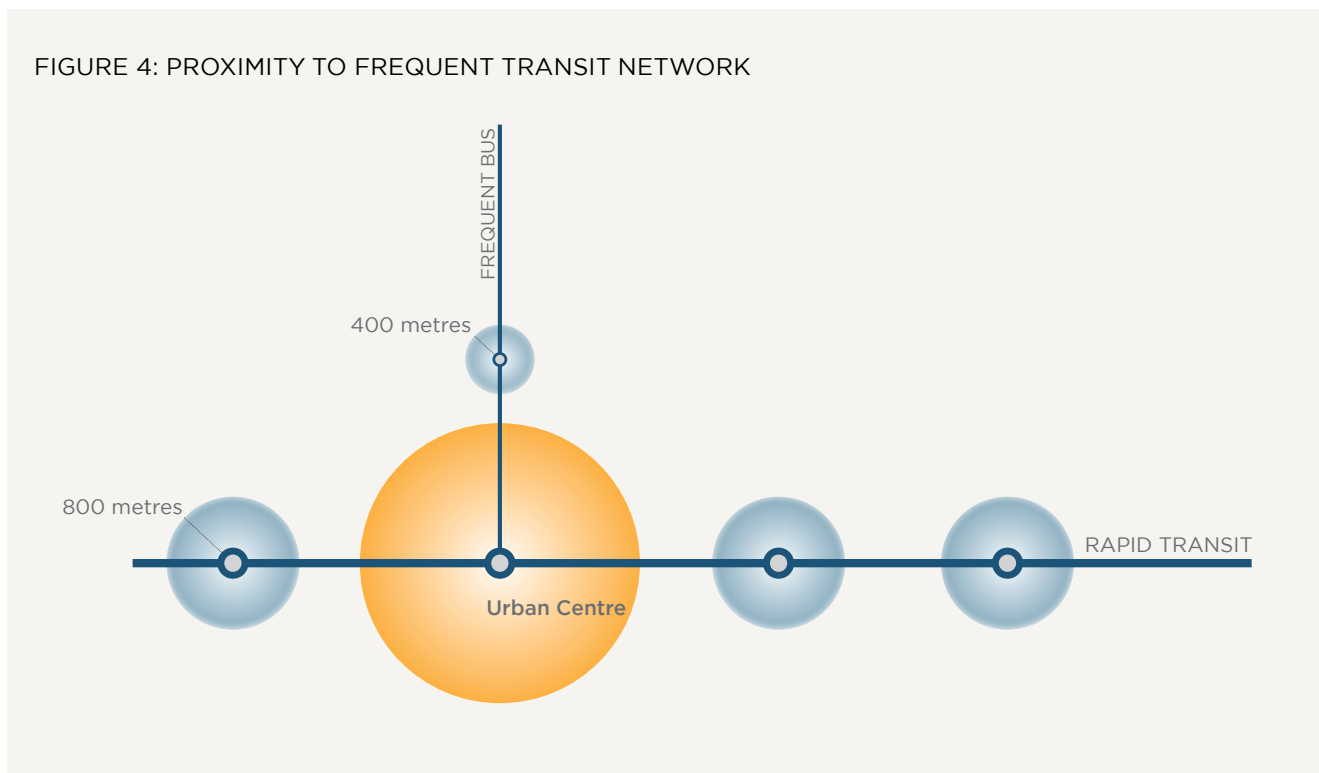 FIGURE 4: PROXIMITY TO FREQUENT TRANSIT NETWORK
FREQUENT BUS
400 metres
800 metres
RAPID TRANSIT
Urban Centre